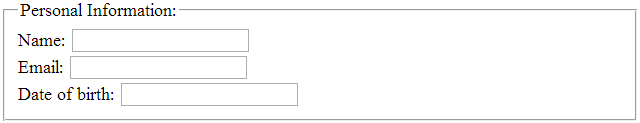 Personal Information:
Name:
Email:
Date of birth: